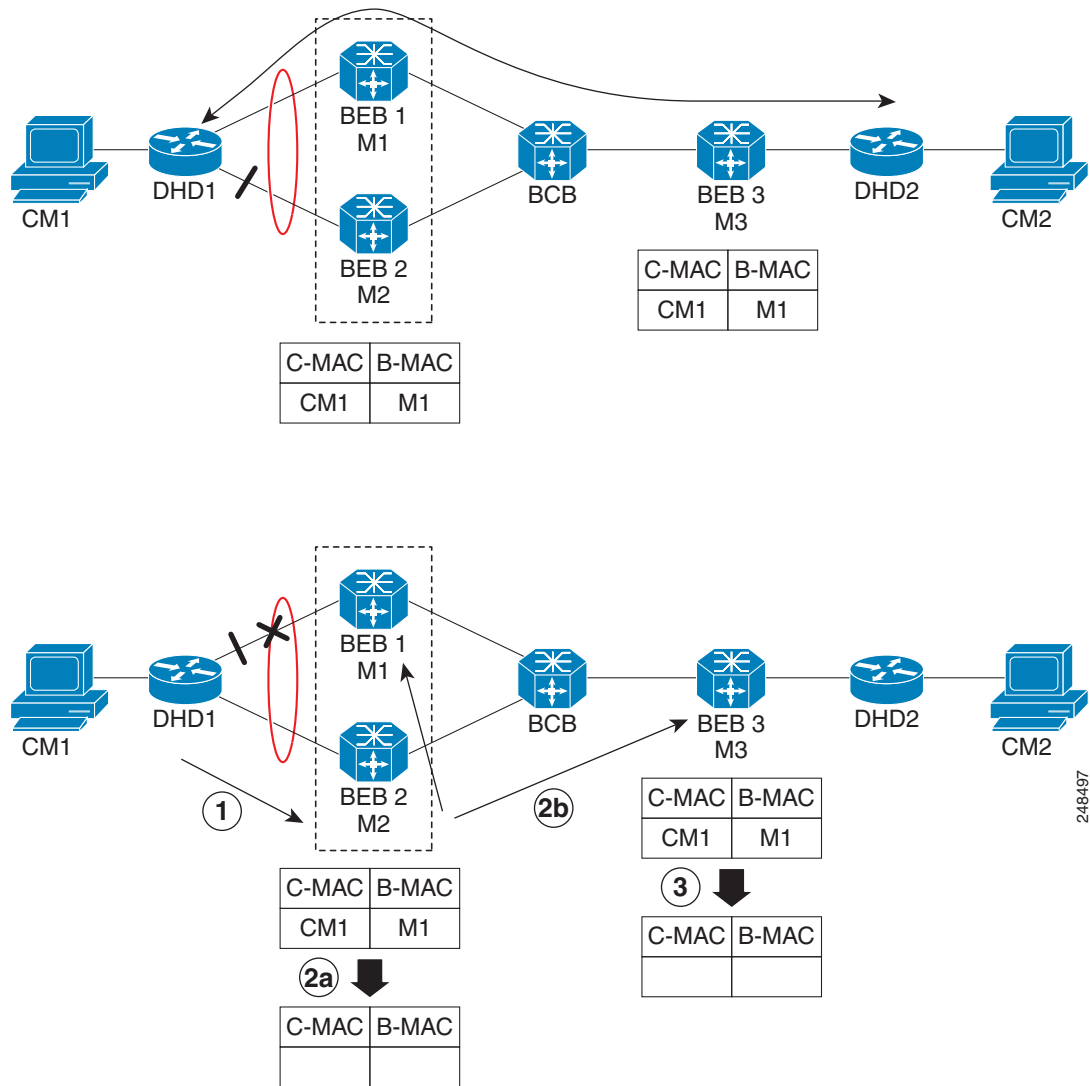 BEB 1
M1
CM1
DHD1
BEB 2
M2
BCB
BEB 3
M3
DHD2
CM2
C-MAC B-MAC
CM1 M1
C-MAC B-MAC
CM1 M1
BEB 1
M1
CM1
DHD1
BEB 2
M2
BCB
BEB 3
M3
DHD2
CM2
1
2b
C-MAC B-MAC
CM1 M1
3
C-MAC B-MAC
C-MAC B-MAC
CM1 M1
2a
C-MAC B-MAC
248497